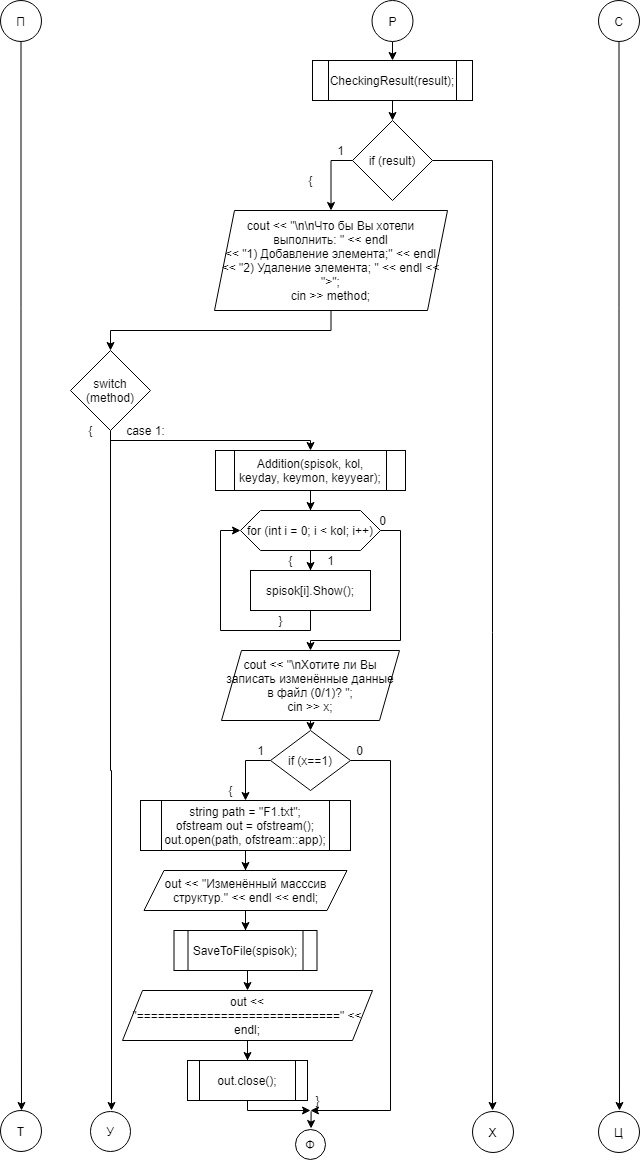 П
Р
С
CheckingResult(result);
if (result)
1
{
cout << "\n\nЧто бы Вы хотели
выполнить: " << endl
<< "1) Добавление элемента;" << endl
<< "2) Удаление элемента; " << endl <<
">";
cin >> method;
switch
(method)
{
case 1:
Addition(spisok, kol,
keyday, keymon, keyyear);
for (int i = 0; i < kol; i++)
0
{
1
spisok[i].Show();
}
cout << "\nХотите ли Вы
записать изменённые данные
в файл (0/1)? ";
cin >> x;
if (x==1)
1
0
{
string path = "F1.txt";
ofstream out = ofstream();
out.open(path, ofstream::app);
out << "Изменённый масссив
структур." << endl << endl;
SaveToFile(spisok);
out <<
"=============================" <<
endl;
out.close();
}
Т
У
Ф
Х
Ц